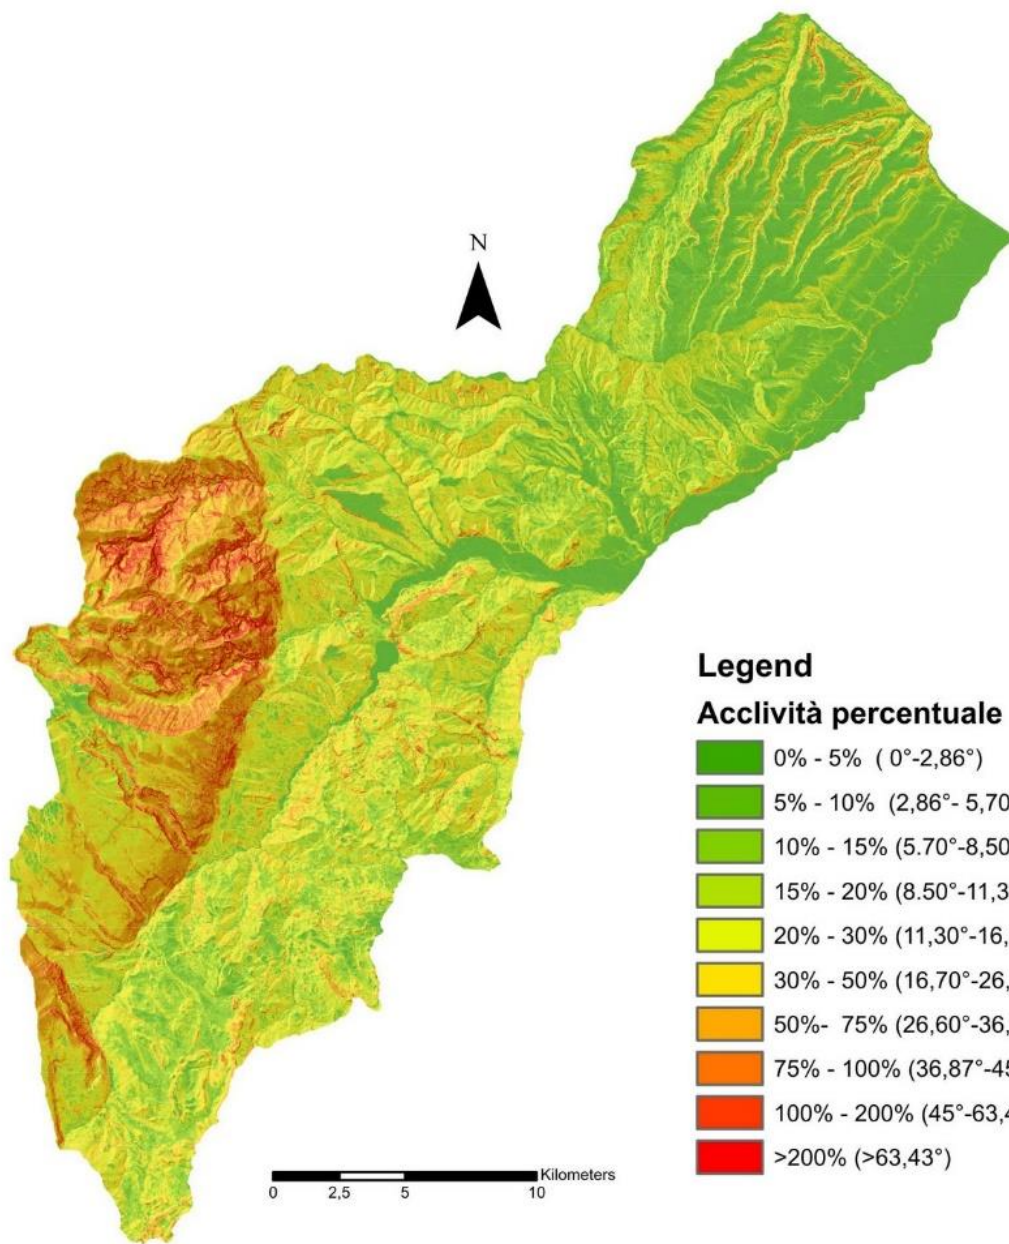 N
Legend
Acclività percentuale
0% - 5% ( 0°-2,86°)
5% - 10% (2,86°- 5,70
10% - 15% (5.70°-8,50
15% - 20% (8.50°-11,3
20% - 30% (11,30°-16,
30% - 50% (16,70°-26,
50%- 75% (26,60°-36,
75% - 100% (36,87°-45
100% - 200% (45°-63,4
>200% (>63,43°)
Kilometers
0 2,5 5 10